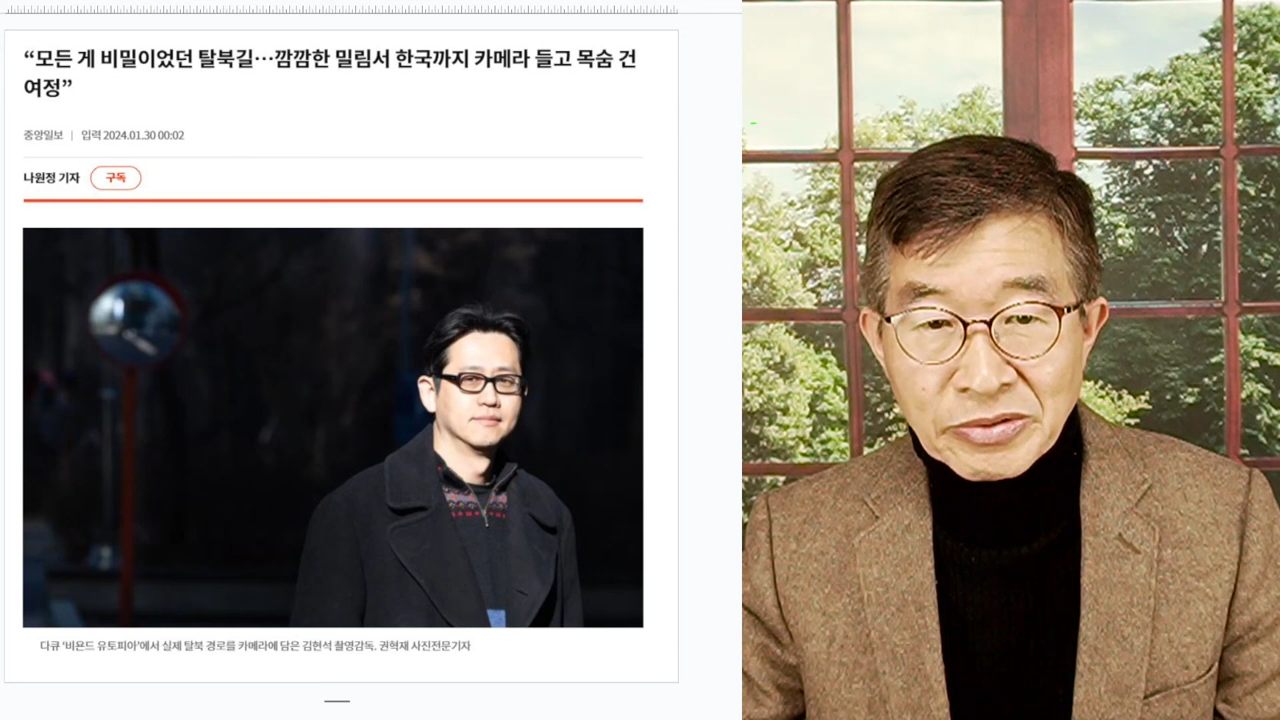 “모든 게 비밀이었던 탈북길…깜깜한 밀림서 한국까지 카메라 들고 목숨 건
여정”
중앙일보 | 입력 2024.01.30 00:02
나원정 기자 구독
다큐 ‘비욘드 유토피아’에서 실제 탈북 경로를 카메라에 담은 김현석 촬영감독. 권혁재 사진전문기자